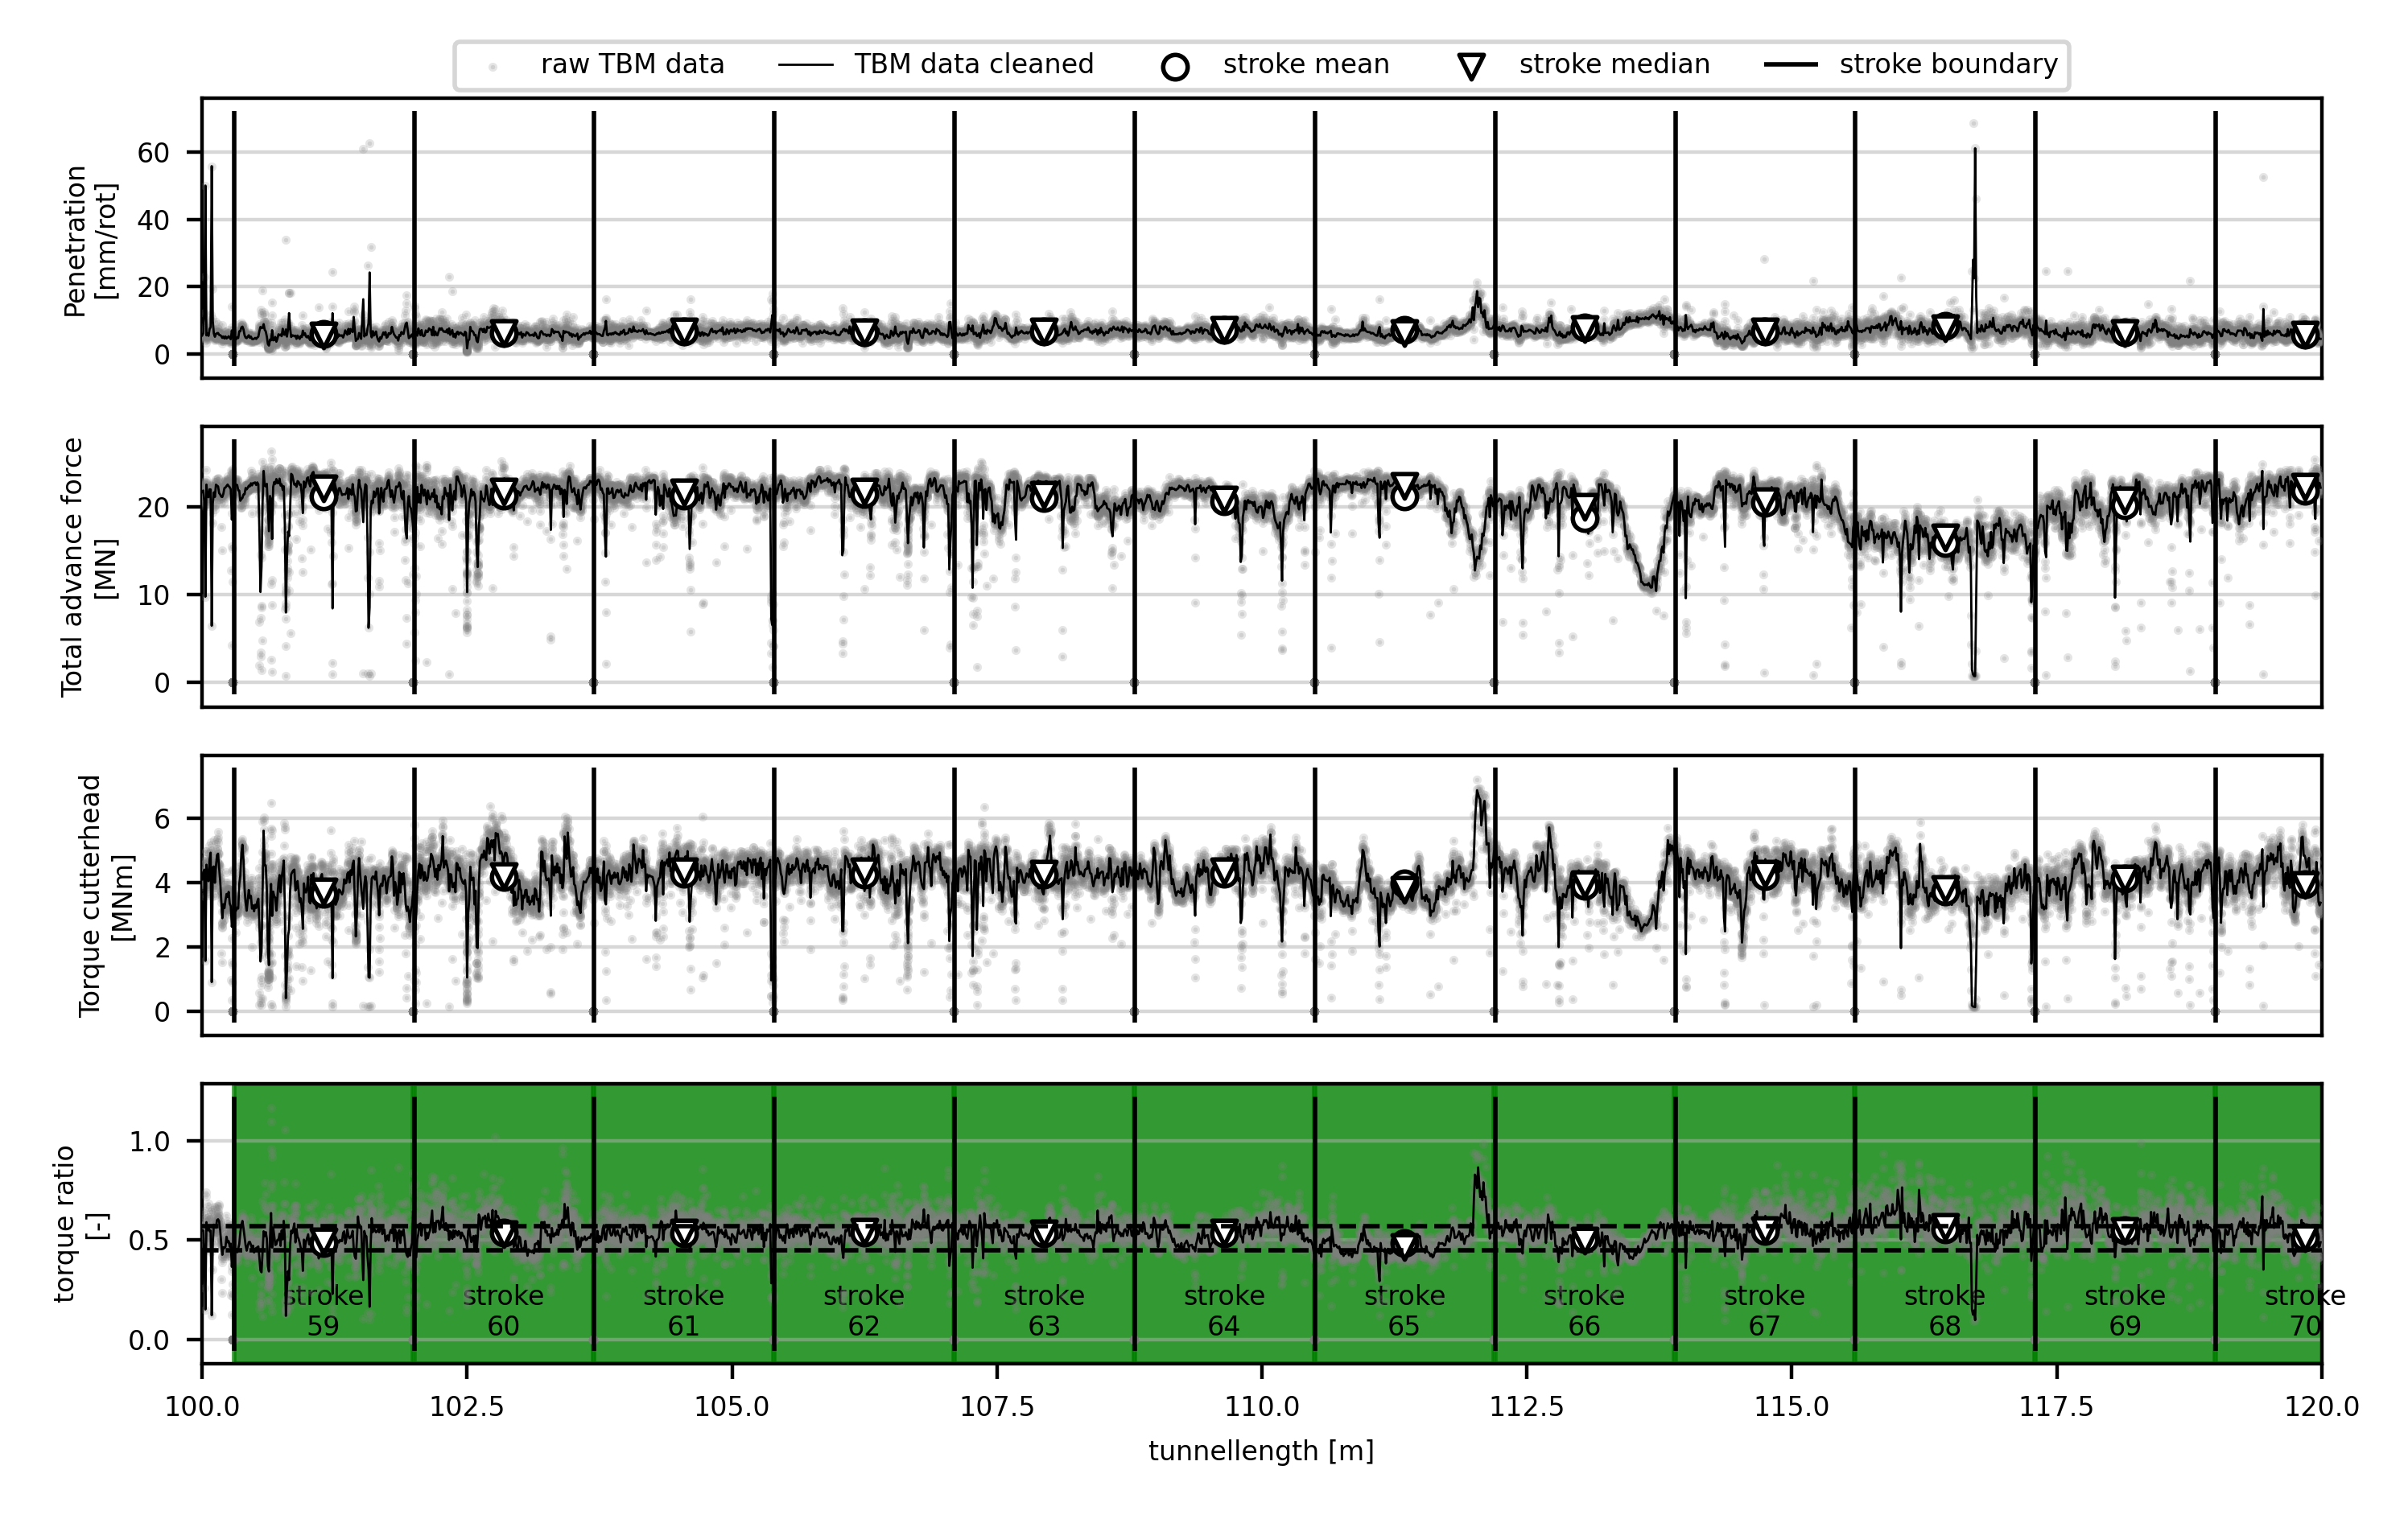 raw TBM data TBM data cleaned stroke mean stroke median stroke boundary
Penetration
[mm/rot]
60
40
20
0
Total advance force
[MN]
20
10
0
Torque cutterhead
[MNm]
6
4
2
0
torque ratio
[-]
1.0
0.5
0.0
stroke
59
stroke
60
stroke
61
stroke
62
stroke
63
stroke
64
stroke
65
stroke
66
stroke
67
stroke
68
stroke
69
stroke
70
100.0 102.5 105.0 107.5 110.0 112.5 115.0 117.5 120.0
tunnellength [m]